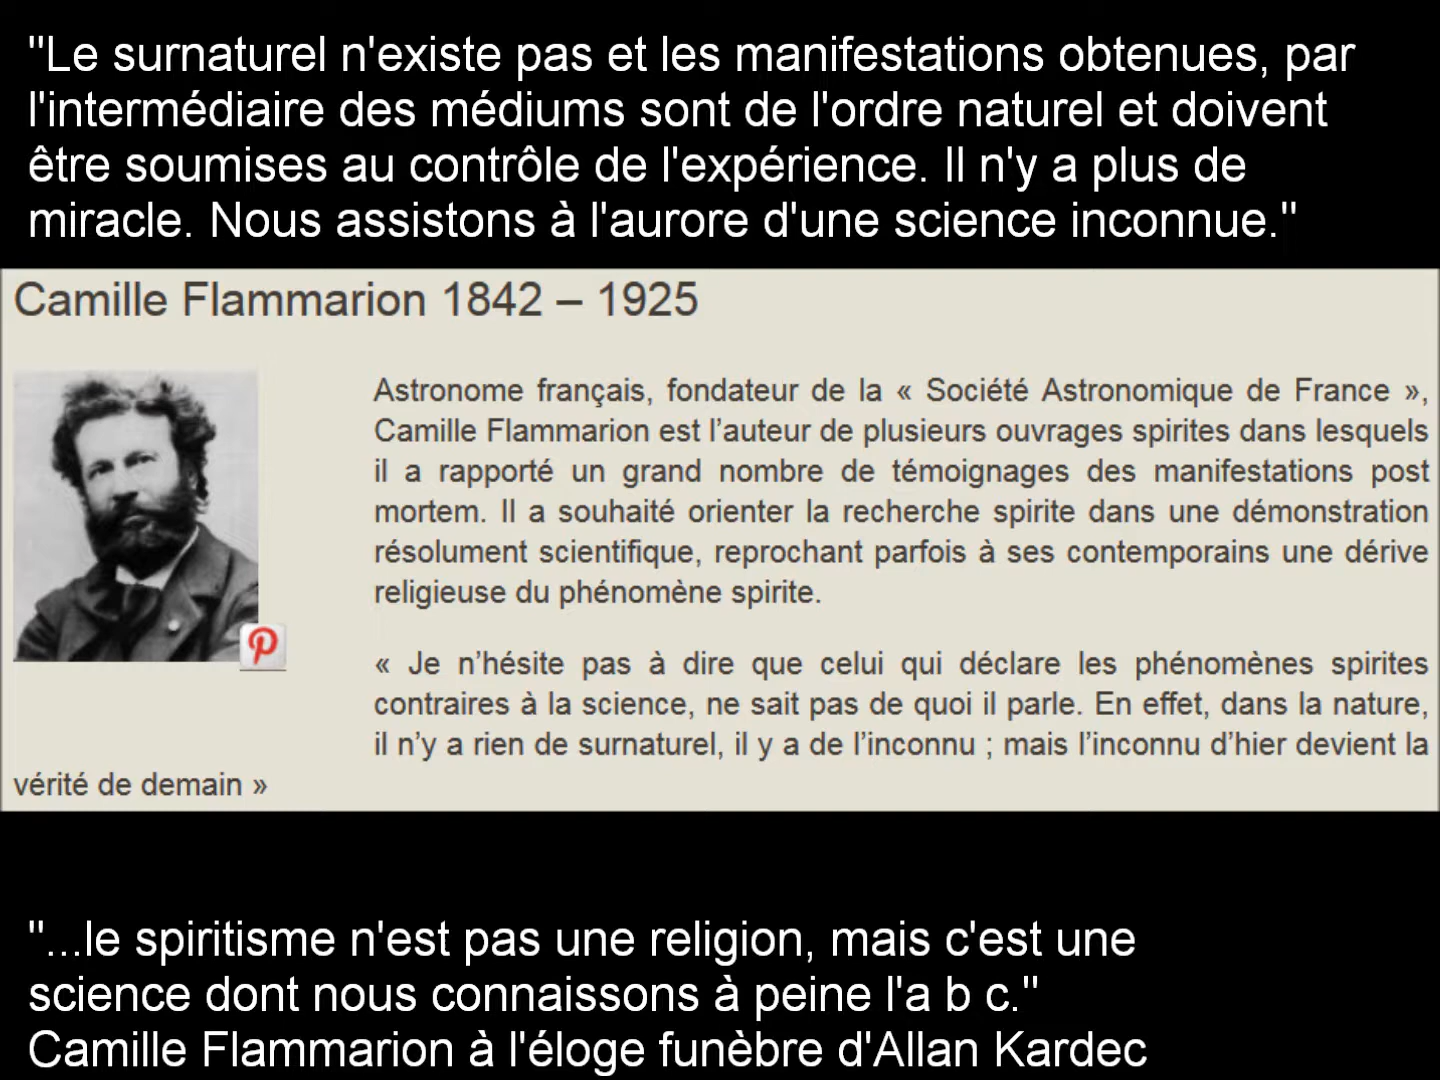 "Le surnaturel n'existe pas et les manifestations obtenues, par
l'intermédiaire des médiums sont de l'ordre naturel et doivent
être soumises au contrôle de l'expérience. Il n'y a plus de
miracle. Nous assistons à l'aurore d'une science inconnue."
Camille Flammarion 1842 – 1925
Astronome français, fondateur de la « Société Astronomique de France »,
Camille Flammarion est l’auteur de plusieurs ouvrages spirites dans lesquels
il a rapporté un grand nombre de témoignages des manifestations post
mortem. Il a souhaité orienter la recherche spirite dans une démonstration
résolument scientifique, reprochant parfois à ses contemporains une dérive
religieuse du phénomène spirite.
« Je n’hésite pas à dire que celui qui déclare les phénomènes spirites
contraires à la science, ne sait pas de quoi il parle. En effet, dans la nature,
il n’y a rien de surnaturel, il y a de l’inconnu ; mais l’inconnu d’hier devient la
vérité de demain »
"...le spiritisme n'est pas une religion, mais c'est une
science dont nous connaissons à peine l'a b c."
Camille Flammarion à l'éloge funèbre d'Allan Kardec